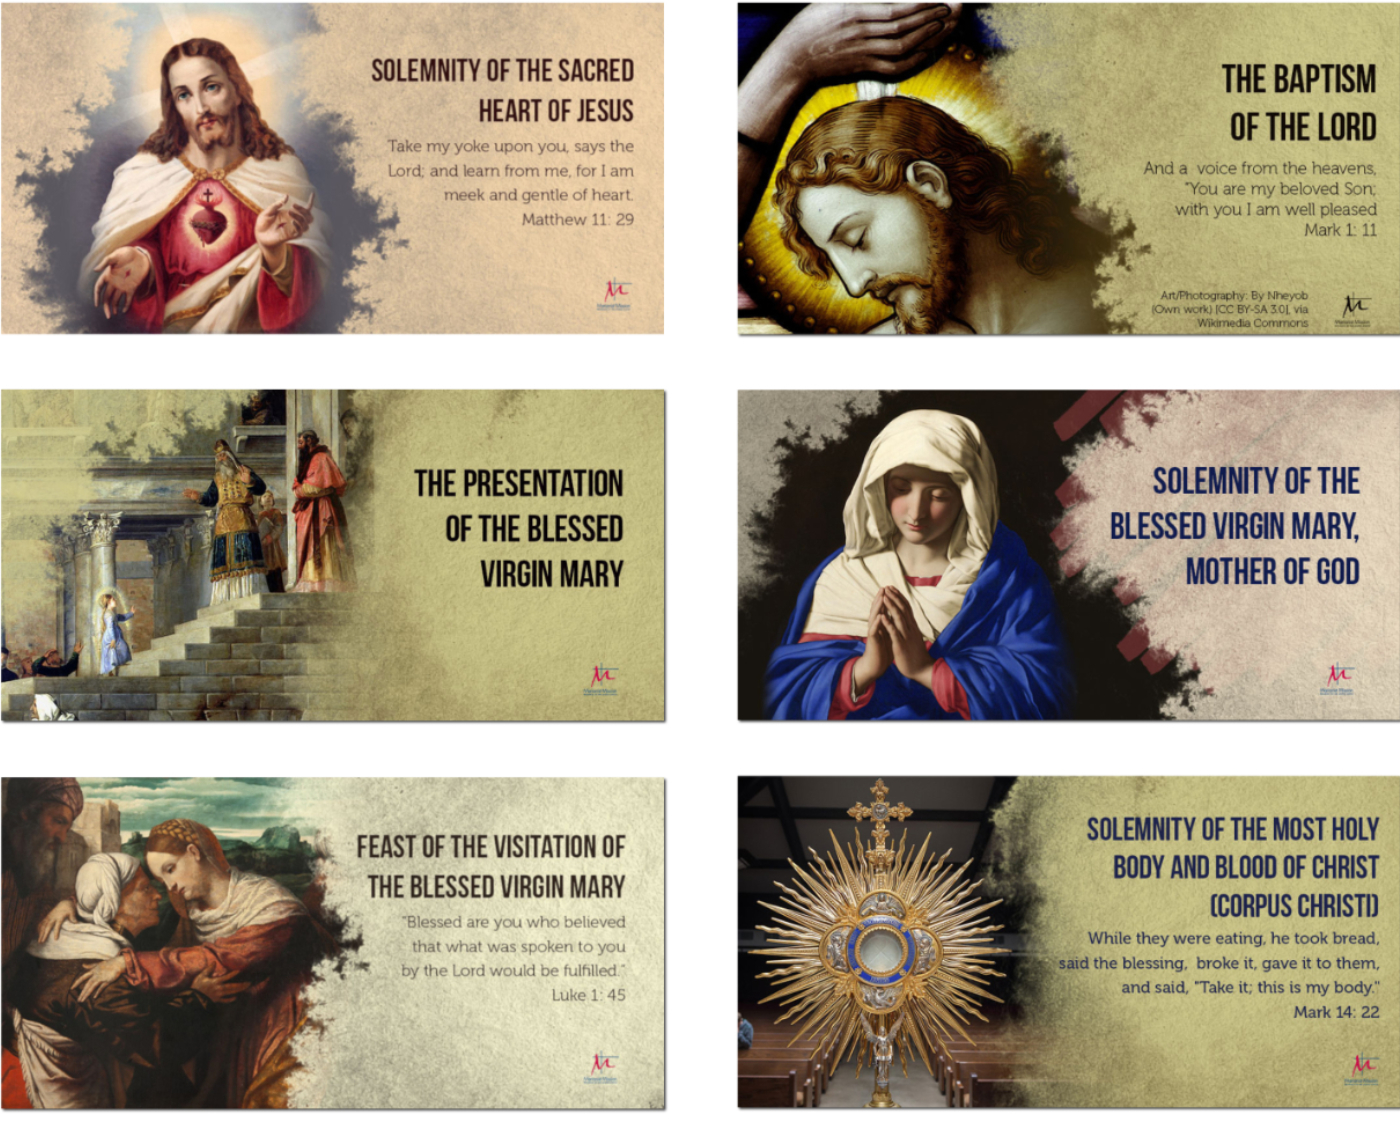 SOLEMNITY OF THE SACRED
HEART OF JESUS
Take my yoke upon you, says the
Lord; and learn from me, for I am
meek and gentle of heart.
Matthew 11: 29
THE BAPTISM
OF THE LORD
And a voice from the heavens,
"You are my beloved Son;
with you I am well pleased
Mark 1: 11
Art/Photography: By Nheyob
(Own work) [CC BY-SA 3.0], via
Wikimedia Commons
THE PRESENTATION
OF THE BLESSED
VIRGIN MARY
SOLEMNITY OF THE
BLESSED VIRGIN MARY,
MOTHER OF GOD
FEAST OF THE VISITATION OF
THE BLESSED VIRGIN MARY
"Blessed are you who believed
that what was spoken to you
by the Lord would be fulfilled."
Luke 1: 45
SOLEMNITY OF THE MOST HOLY
BODY AND BLOOD OF CHRIST
(CORPUS CHRISTI)
While they were eating, he took bread,
said the blessing, broke it, gave it to them,
and said, "Take it; this is my body."
Mark 14: 22